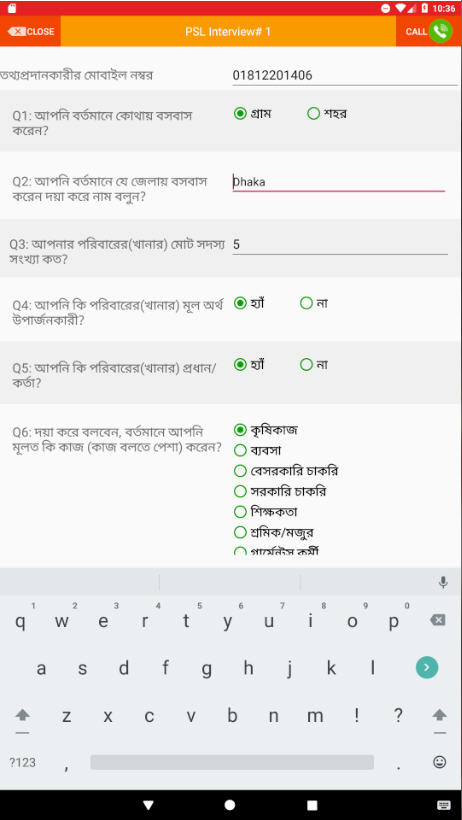 10:36
CLOSE
PSL Interview# 1
CALL
তথ্যপ্রদানকারীর মোবাইল নম্বর
01812201406
Q1: আপনি বর্তমানে কোথায় বসবাস
করেন?
গ্রাম
শহর
Q2: আপনি বর্তমানে যে জেলায় বসবাস
করেন দয়া করে নাম বলুন?
Dhaka
Q3: আপনার পরিবারের(খানার) মোট সদস্য
সংখ্যা কত?
5
Q4: আপনি কি পরিবারের(খানার) মূল অর্থ
উপার্জনকারী?
হ্যাঁ
না
Q5: আপনি কি পরিবারের(খানার) প্রধান/
কর্তা?
হ্যাঁ
না
Q6: দয়া করে বলবেন, বর্তমানে আপনি
মূলত কি কাজ (কাজ বলতে পেশা) করেন?
কৃষিকাজ
ব্যবসা
বেসরকারি চাকরি
সরকারি চাকরি
শিক্ষকতা
শ্রমিক/মজুর
গার্মেন্টস কর্মী
1 2 3 4 5 6 7 8 9 0
q w e r t y u i o p
a s d f g h j k l
z x c v b n m ! ?
?123 , .